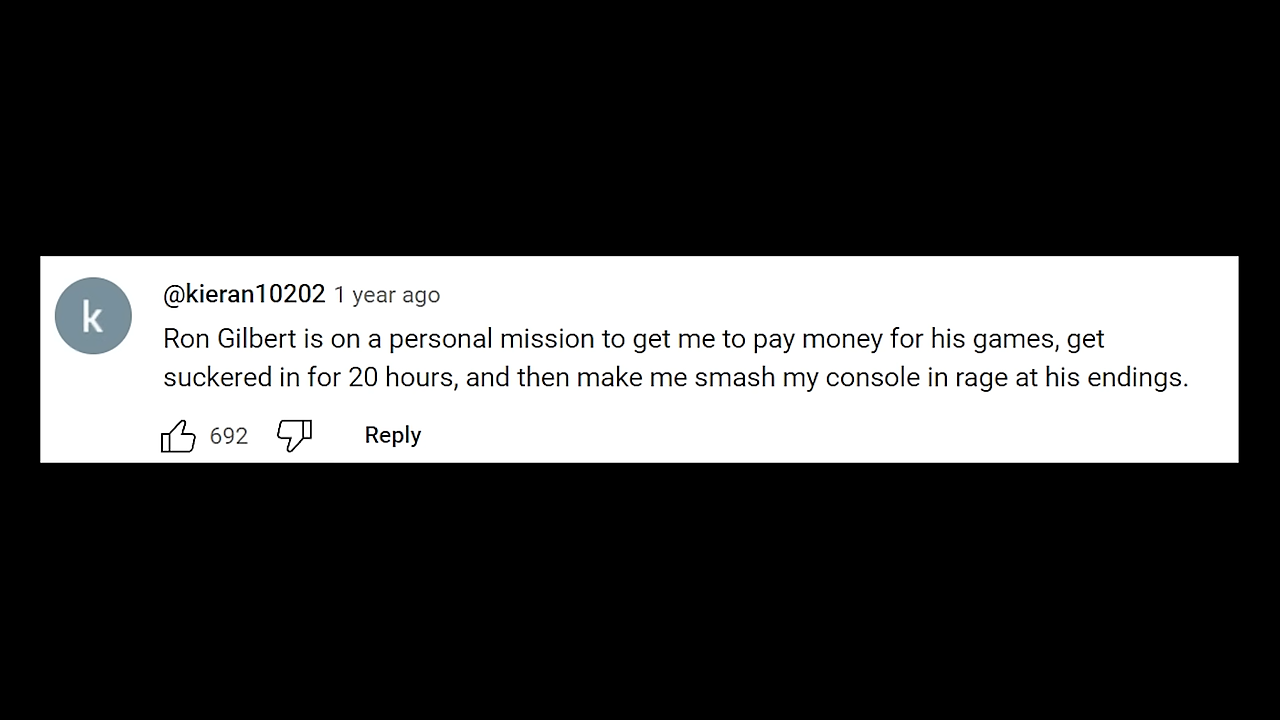 k
@kieran10202 1 year ago
Ron Gilbert is on a personal mission to get me to pay money for his games, get
suckered in for 20 hours, and then make me smash my console in rage at his endings.
692 Reply